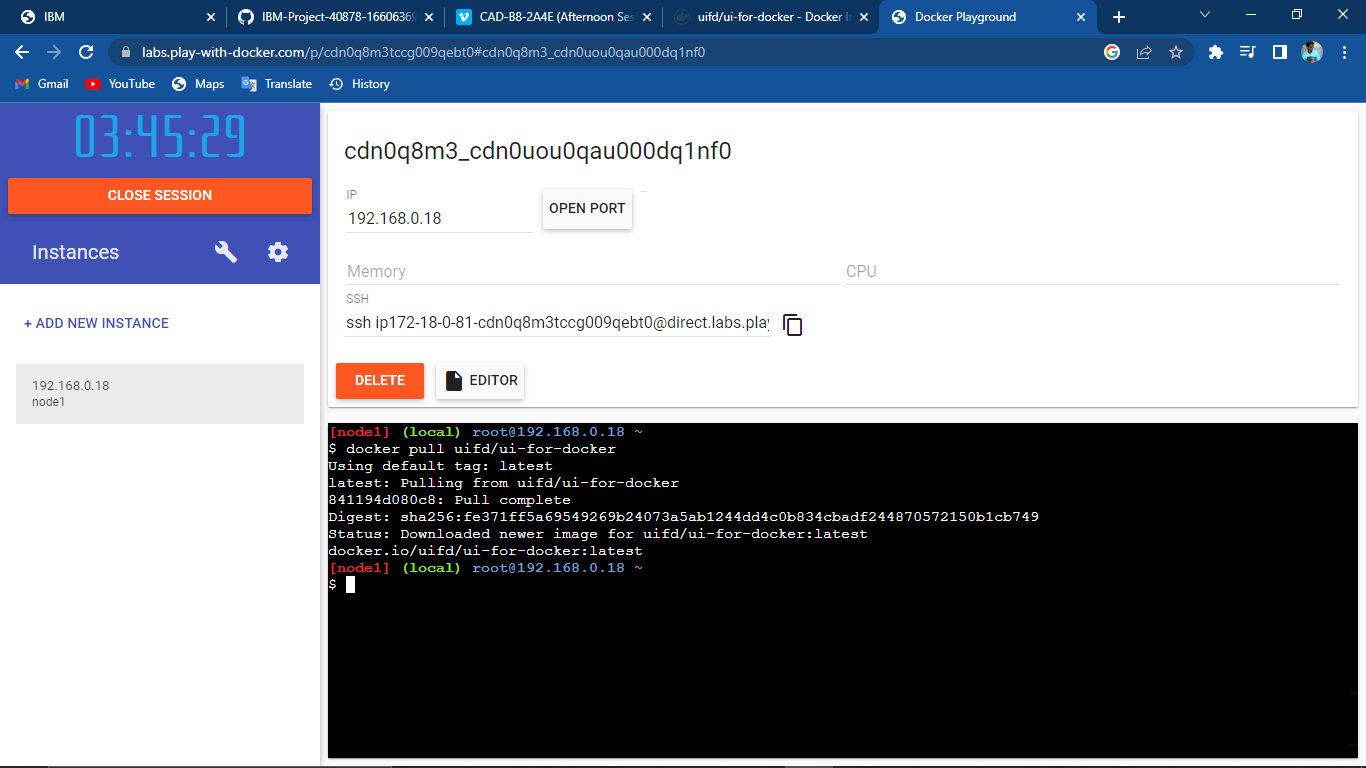 IBM
IBM-Project-40878-16606369
CAD-B8-2A4E (Afternoon Ses
uifd/ui-for-docker - Docker I
Docker Playground
labs.play-with-docker.com/p/cdn0q8m3tccg009qebt0#cdn0q8m3_cdn0uou0qau000dq1nf0
Gmail
YouTube
Maps
Translate
History
03:45:29
CLOSE SESSION
Instances
+ ADD NEW INSTANCE
192.168.0.18
node1
cdn0q8m3_cdn0uou0qau000dq1nf0
IP
192.168.0.18
OPEN PORT
Memory
CPU
SSH
ssh ip172-18-0-81-cdn0q8m3tccg009qebt0@direct.labs.play
DELETE
EDITOR
[node1] (local) root@192.168.0.18 ~
$ docker pull uifd/ui-for-docker
Using default tag: latest
latest: Pulling from uifd/ui-for-docker
841194d080c8: Pull complete
Digest: sha256:fe371ff5a69549269b24073a5ab1244dd4c0b834cbadf244870572150b1cb749
Status: Downloaded newer image for uifd/ui-for-docker:latest
docker.io/uifd/ui-for-docker:latest
[node1] (local) root@192.168.0.18 ~
$